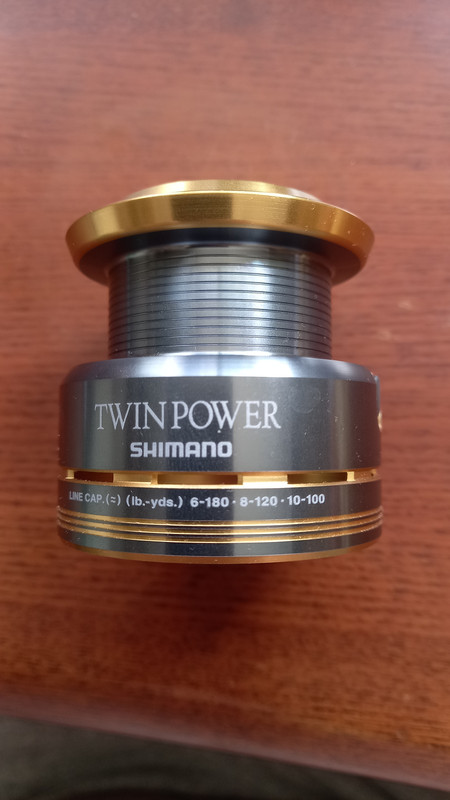 TWINPOWER
SHIMANO
LINE CAP.(=) (lb.-yds.) 6-180・8-120・10-100